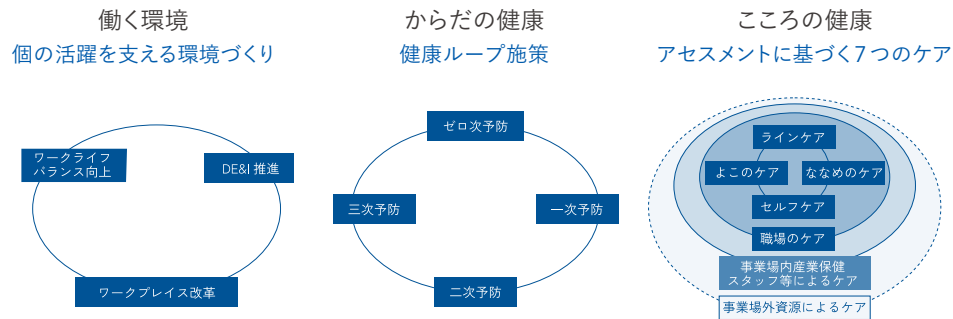 働く環境
個の活躍を支える環境づくり
ワークライフ
バランス向上
DE&I 推進
ワークプレイス改革
からだの健康
健康ループ施策
ゼロ次予防
三次予防
一次予防
二次予防
こころの健康
アセスメントに基づく7つのケア
ラインケア
よこのケア
ななめのケア
セルフケア
職場のケア
事業場内産業保健
スタッフ等によるケア
事業場外資源によるケア